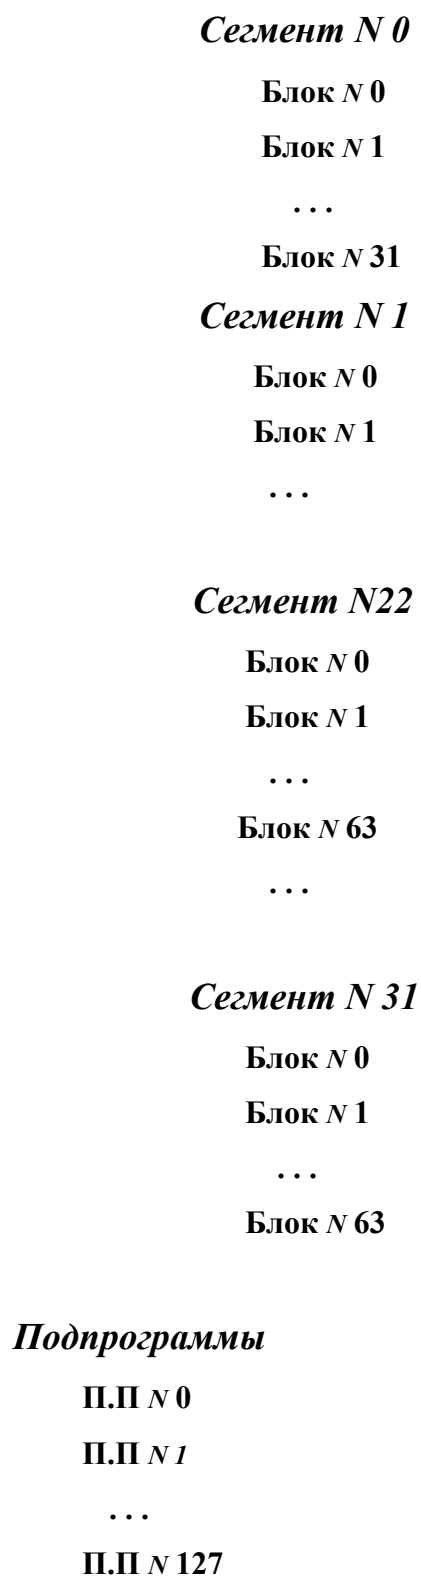 Сегмент N 0
Блок N 0
Блок N 1
. . .
Блок N 31
Сегмент N 1
Блок N 0
Блок N 1
. . .
Сегмент N22
Блок N 0
Блок N 1
. . .
Блок N 63
. . .
Сегмент N 31
Блок N 0
Блок N 1
. . .
Блок N 63
Подпрограммы
П.П N 0
П.П N 1
. . .
П.П N 127